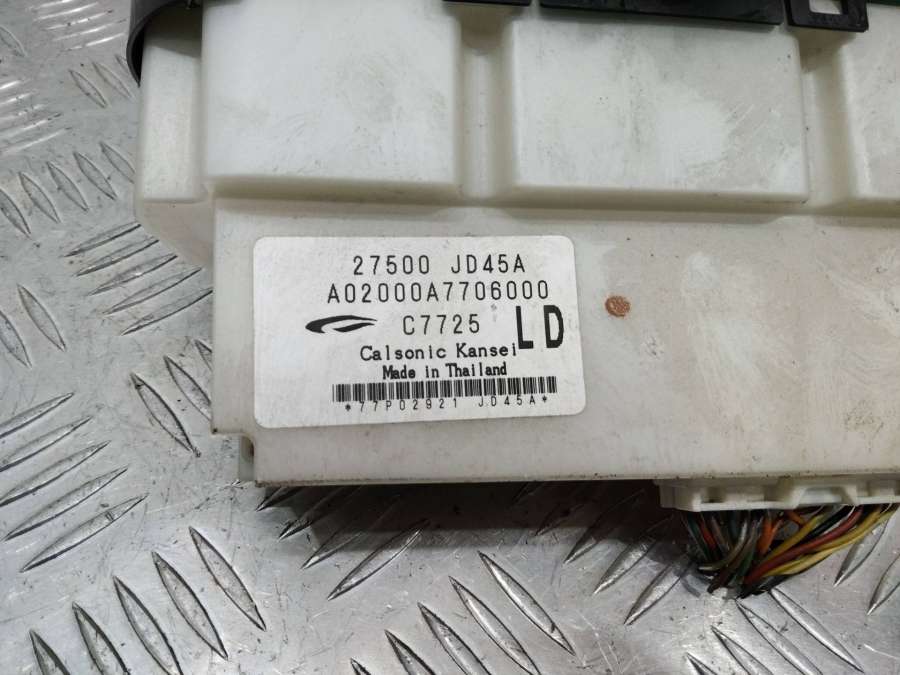 27500 JD45A
A02000A7706000
C7725 LD
Calsonic Kansei
Made in Thailand
*77P02921 JD45A*